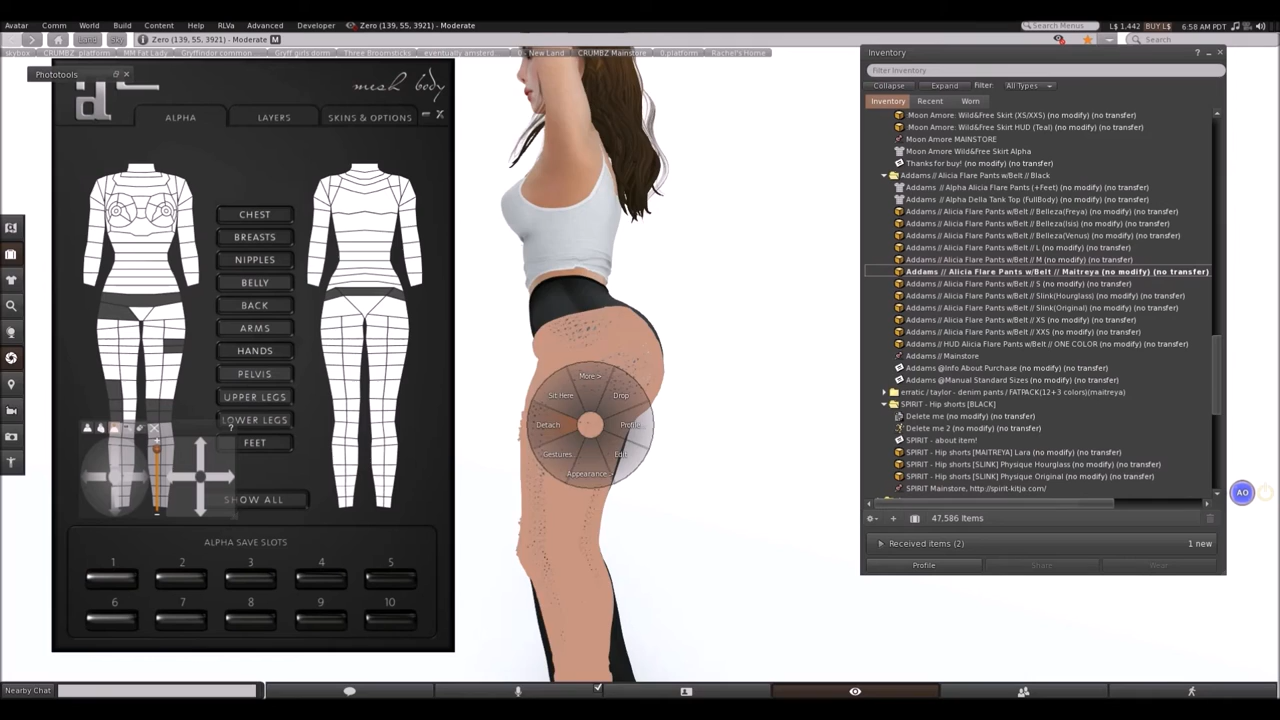 Avatar Comm World Build Content Help RLVa Advanced Developer Zero (139, 55, 3921) - Moderate
Search Menus L$ 1,442 BUY L$ 6:58 AM PDT
Land Sky Zero (139, 55, 3921) - Moderate M Search
skybox CRUMBZ platform MM Fat Lady Gryffindor common Gryff girls dorm Three Broomsticks eventually amsterd 0 - New Land CRUMBZ Mainstore 0.platform Rachel's Home
Phototools
mesh body
ALPHA LAYERS SKINS & OPTIONS
CHEST
BREASTS
NIPPLES
BELLY
BACK
ARMS
HANDS
PELVIS
UPPER LEGS
LOWER LEGS
FEET
SHOW ALL
ALPHA SAVE SLOTS
1 2 3 4 5
6 7 8 9 10
More >
Sit Here Drop
Detach Profile
Gestures Edit
Appearance >
Inventory
Filter Inventory
Collapse Expand Filter: All Types
Inventory Recent Worn
Moon Amore: Wild&Free Skirt (XS/XXS) (no modify) (no transfer)
Moon Amore: Wild&Free Skirt HUD (Teal) (no modify) (no transfer)
Moon Amore MAINSTORE
Moon Amore Wild&Free Skirt Alpha
Thanks for buy! (no modify) (no transfer)
Addams // Alicia Flare Pants w/Belt // Black
Addams // Alpha Alicia Flare Pants (+Feet) (no modify) (no transfer)
Addams // Alpha Della Tank Top (FullBody) (no modify) (no transfer)
Addams // Alicia Flare Pants w/Belt // Belleza(Freya) (no modify) (no transfer)
Addams // Alicia Flare Pants w/Belt // Belleza(Isis) (no modify) (no transfer)
Addams // Alicia Flare Pants w/Belt // Belleza(Venus) (no modify) (no transfer)
Addams // Alicia Flare Pants w/Belt // L (no modify) (no transfer)
Addams // Alicia Flare Pants w/Belt // M (no modify) (no transfer)
Addams // Alicia Flare Pants w/Belt // Maitreya (no modify) (no transfer)
Addams // Alicia Flare Pants w/Belt // S (no modify) (no transfer)
Addams // Alicia Flare Pants w/Belt // Slink(Hourglass) (no modify) (no transfer)
Addams // Alicia Flare Pants w/Belt // Slink(Original) (no modify) (no transfer)
Addams // Alicia Flare Pants w/Belt // XS (no modify) (no transfer)
Addams // Alicia Flare Pants w/Belt // XXS (no modify) (no transfer)
Addams // HUD Alicia Flare Pants w/Belt // ONE COLOR (no modify) (no transfer)
Addams // Mainstore
Addams @Info About Purchase (no modify) (no transfer)
Addams @Manual Standard Sizes (no modify) (no transfer)
erratic / taylor - denim pants / FATPACK(12+3 colors)(maitreya)
SPIRIT - Hip shorts [BLACK]
Delete me (no modify) (no transfer)
Delete me 2 (no modify) (no transfer)
SPIRIT - about item!
SPIRIT - Hip shorts [MAITREYA] Lara (no modify) (no transfer)
SPIRIT - Hip shorts [SLINK] Physique Hourglass (no modify) (no transfer)
SPIRIT - Hip shorts [SLINK] Physique Original (no modify) (no transfer)
SPIRIT Mainstore, http://spirit-kitja.com/
47,586 Items
Received items (2) 1 new
Profile Share Wear
AO
Nearby Chat